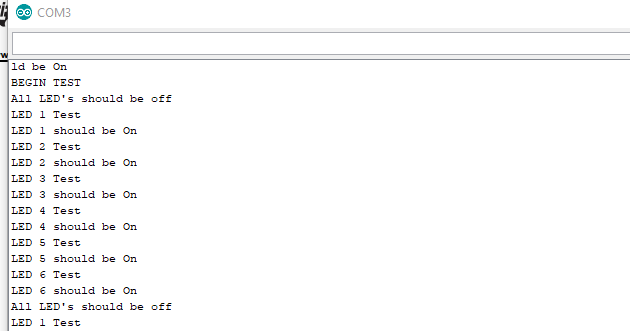 COM3
ld be On
BEGIN TEST
All LED's should be off
LED 1 Test
LED 1 should be On
LED 2 Test
LED 2 should be On
LED 3 Test
LED 3 should be On
LED 4 Test
LED 4 should be On
LED 5 Test
LED 5 should be On
LED 6 Test
LED 6 should be On
All LED's should be off
LED 1 Test